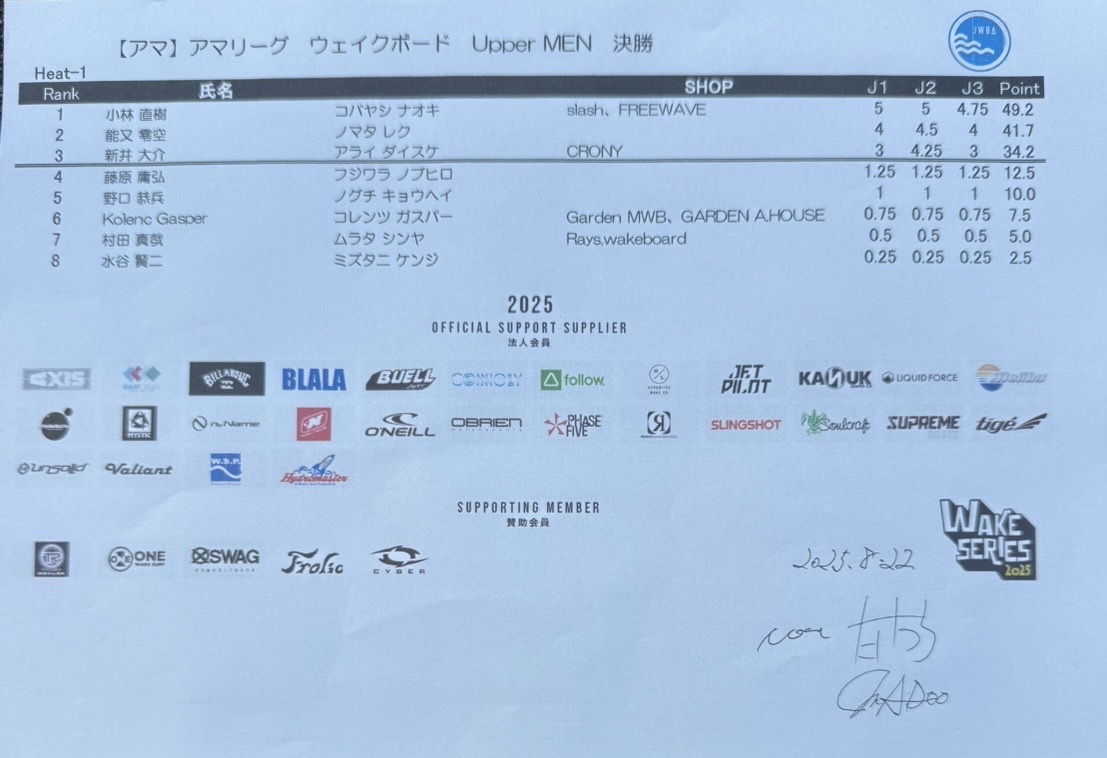 【アマ】アマリーグ ウェイクボード Upper MEN 決勝
JWBA
Heat-1
Rank 氏名 SHOP J1 J2 J3 Point
1 小林 直樹 コバヤシ ナオキ slash、FREEWAVE 5 5 4.75 49.2
2 能又 零空 ノマタ レク 4 4.5 4 41.7
3 新井 大介 アライ ダイスケ CRONY 3 4.25 3 34.2
4 藤原 庸弘 フジワラ ノブヒロ 1.25 1.25 1.25 12.5
5 野口 恭兵 ノグチ キョウヘイ 1 1 1 10.0
6 Kolenc Gasper コレンツ ガスパー Garden MWB、GARDEN A.HOUSE 0.75 0.75 0.75 7.5
7 村田 真哉 ムラタ シンヤ Rays.wakeboard 0.5 0.5 0.5 5.0
8 水谷 賢二 ミズタニ ケンジ 0.25 0.25 0.25 2.5
2025
OFFICIAL SUPPORT SUPPLIER
法人会員
AXIS BILLABONG BLALA BUELL CONNELLY follow. JET PILOT KANUK LIQUID FORCE Malibu
MYSTIC nuName O'NEILL OBRIEN PHASE FIVE R SLINGSHOT Soulcraft SUPREME tigé
@unsalid Valiant W.S.P. Hydromaster
SUPPORTING MEMBER
賛助会員
ONE WAKE SURF SWAG Frolic CYBER
WAKE SERIES 2025
2025.8.22